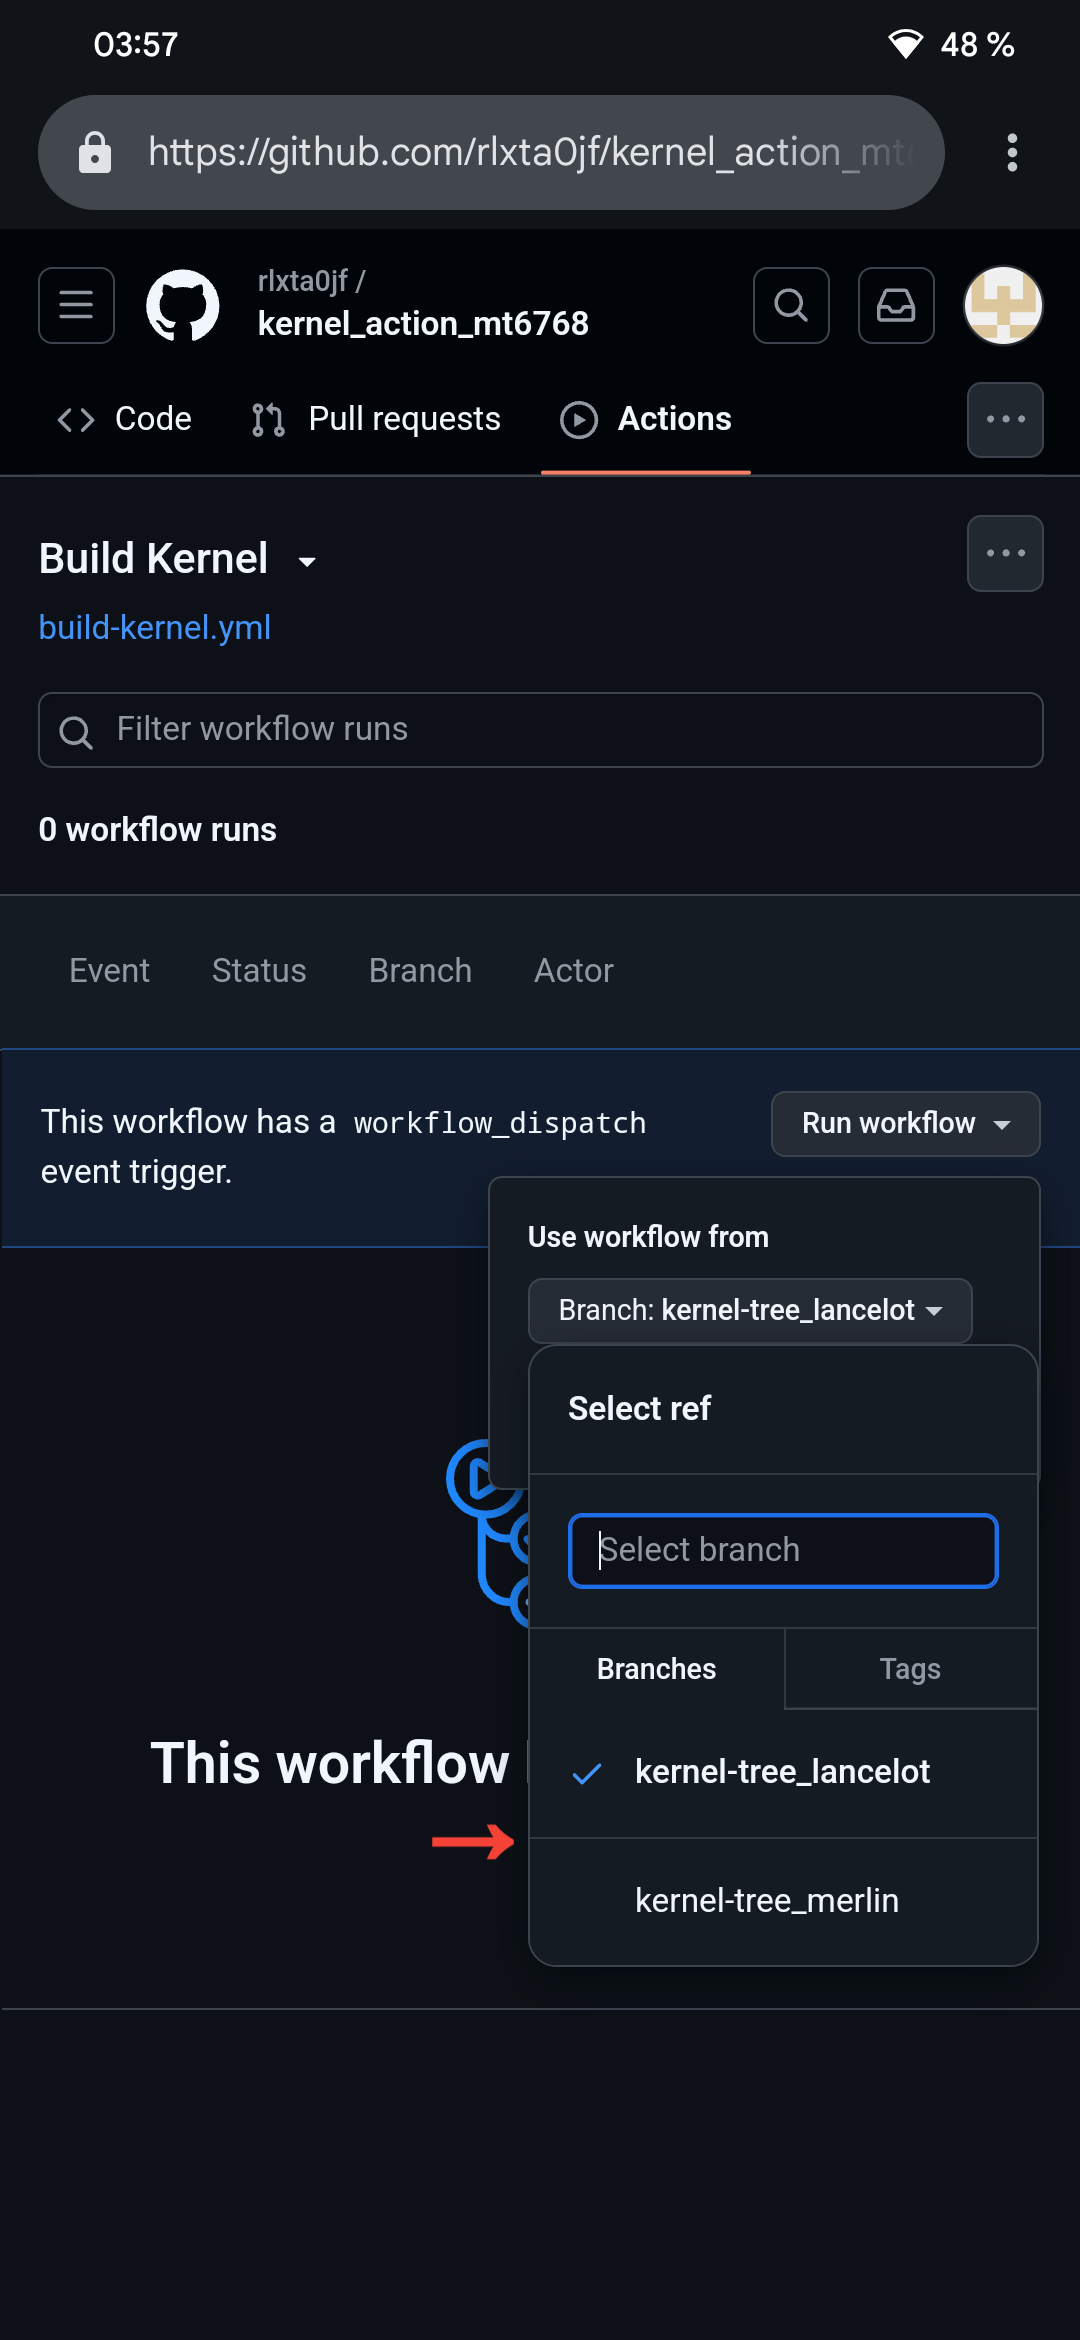 03:57
48 %
https://github.com/rlxta0jf/kernel_action_mt
rlxta0jf /
kernel_action_mt6768
Code
Pull requests
Actions
Build Kernel
build-kernel.yml
Filter workflow runs
0 workflow runs
Event
Status
Branch
Actor
This workflow has a workflow_dispatch
event trigger.
Run workflow
Use workflow from
Branch: kernel-tree_lancelot
Select ref
Select branch
Branches
Tags
This workflow
kernel-tree_lancelot
kernel-tree_merlin